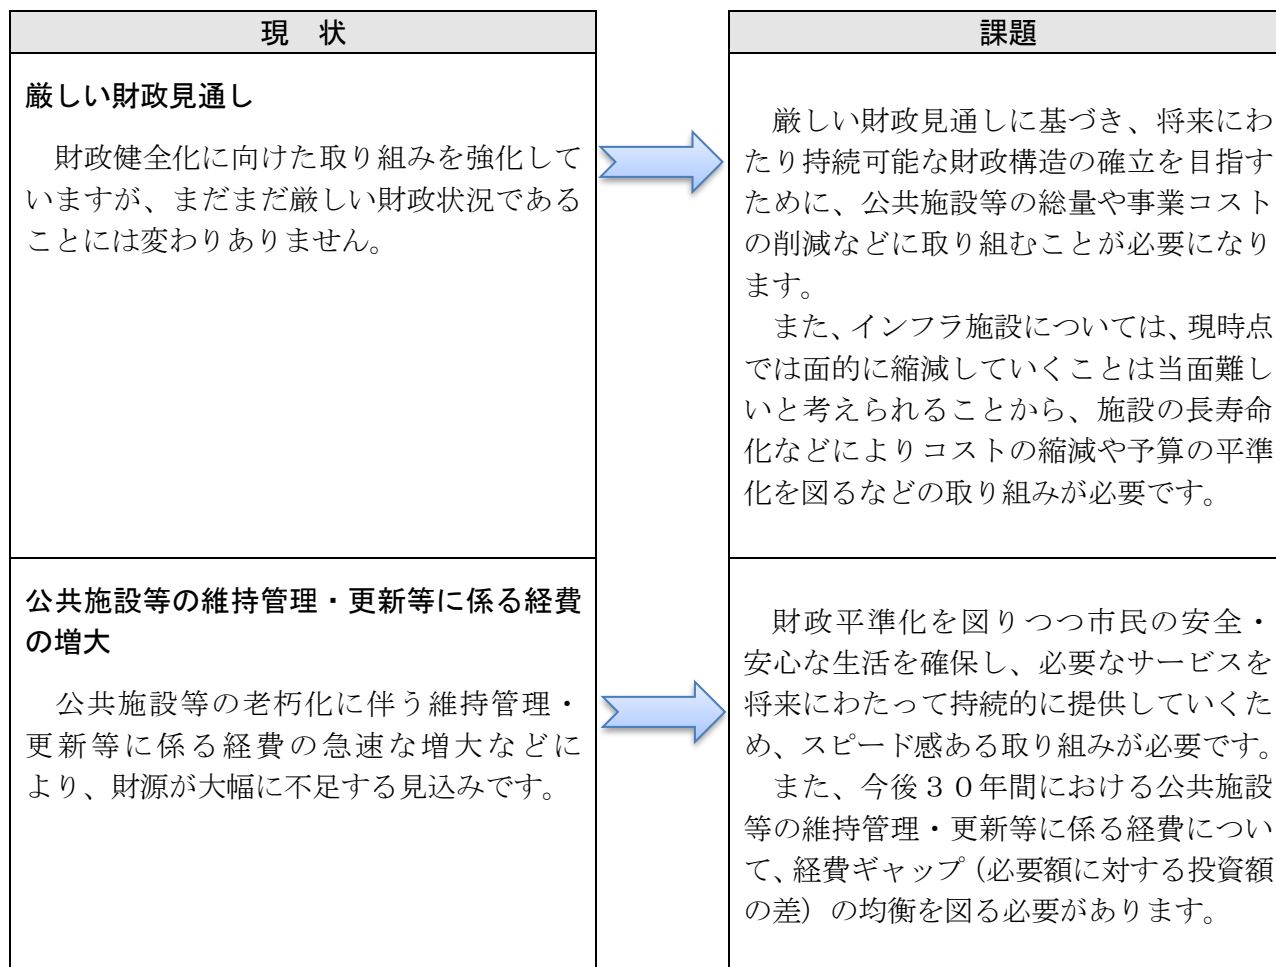 現　状
厳しい財政見通し
　財政健全化に向けた取り組みを強化して
いますが、まだまだ厳しい財政状況である
ことには変わりありません。
課題
　厳しい財政見通しに基づき、将来にわ
たり持続可能な財政構造の確立を目指す
ために、公共施設等の総量や事業コスト
の削減などに取り組むことが必要になり
ます。
　また、インフラ施設については、現時点
では面的に縮減していくことは当面難し
いと考えられることから、施設の長寿命
化などによりコストの縮減や予算の平準
化を図るなどの取り組みが必要です。
公共施設等の維持管理・更新等に係る経費
の増大
　公共施設等の老朽化に伴う維持管理・
更新等に係る経費の急速な増大などに
より、財源が大幅に不足する見込みです。
　財政平準化を図りつつ市民の安全・
安心な生活を確保し、必要なサービスを
将来にわたって持続的に提供していくた
め、スピード感ある取り組みが必要です。
　また、今後３０年間における公共施設
等の維持管理・更新等に係る経費につい
て、経費ギャップ（必要額に対する投資額
の差）の均衡を図る必要があります。